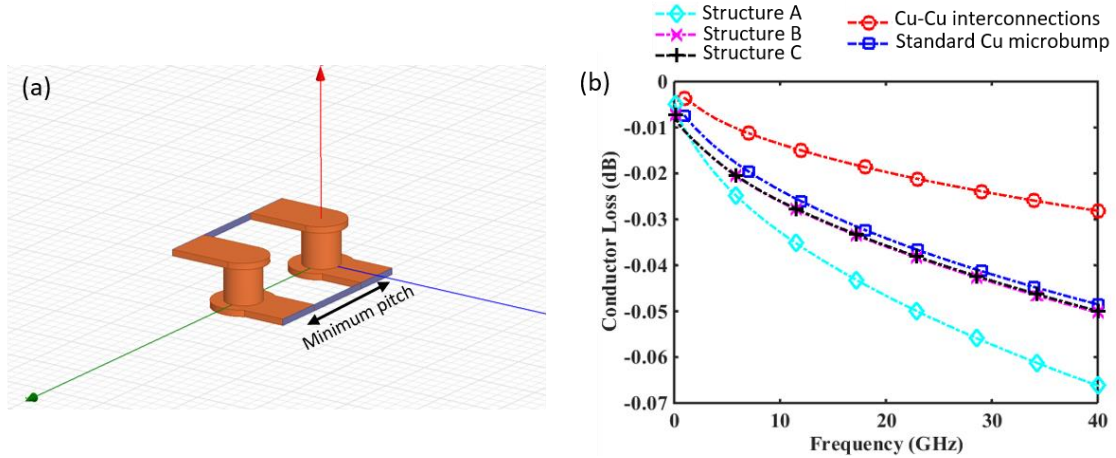 (a)
Minimum pitch
(b)
Structure A
Structure B
Structure C
Cu-Cu interconnections
Standard Cu microbump
0
-0.01
-0.02
-0.03
-0.04
-0.05
-0.06
-0.07
Conductor Loss (dB)
0 10 20 30 40
Frequency (GHz)